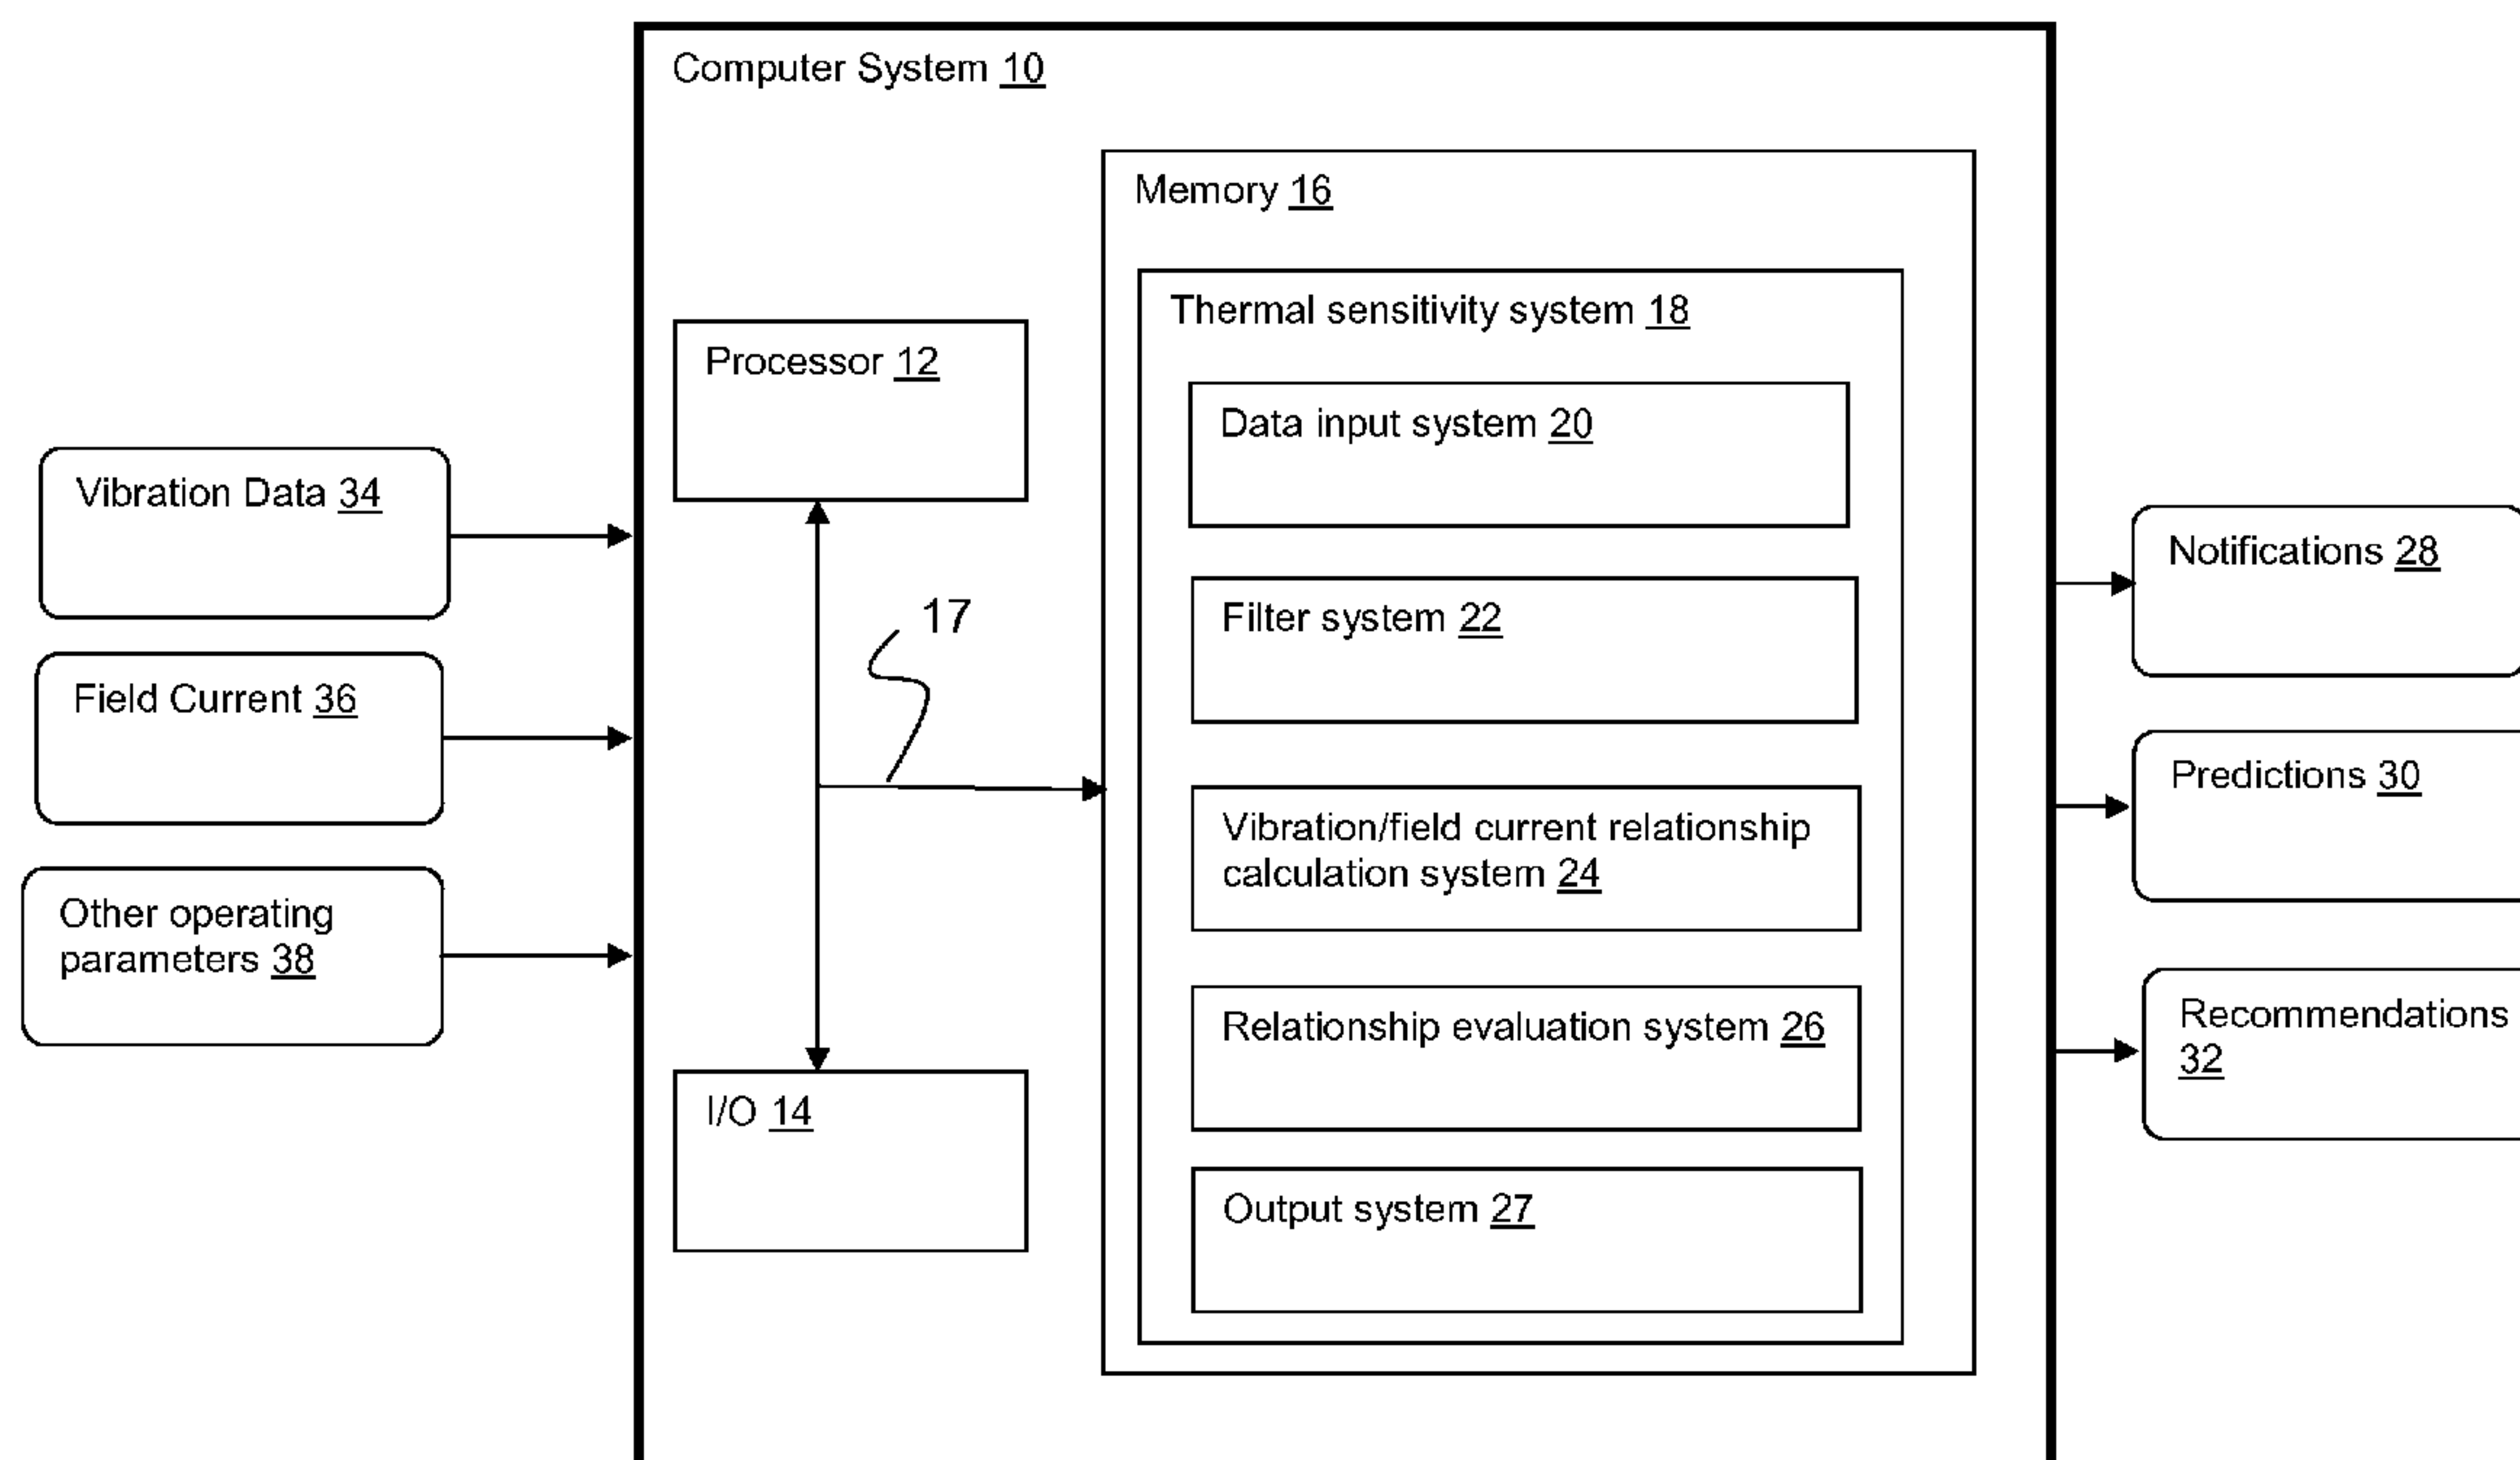 Computer System 10
Memory 16
Thermal sensitivity system 18
Processor 12
Data input system 20
Vibration Data 34
Notifications 28
17
Filter system 22
Field Current 36
Predictions 30
Vibration/field current relationship
calculation system 24
Other operating
parameters 38
Relationship evaluation system 26
Recommendations
32
I/O 14
Output system 27